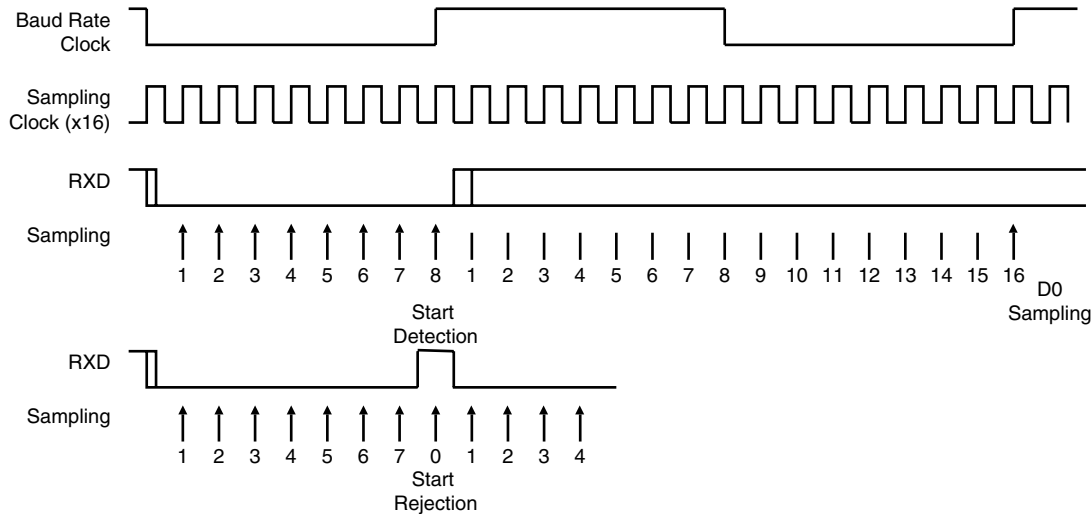 Baud Rate
Clock
Sampling
Clock (x16)
RXD
Sampling
1 2 3 4 5 6 7 8 1 2 3 4 5 6 7 8 9 10 11 12 13 14 15 16
Start
Detection
D0
Sampling
RXD
Sampling
1 2 3 4 5 6 7 0 1 2 3 4
Start
Rejection